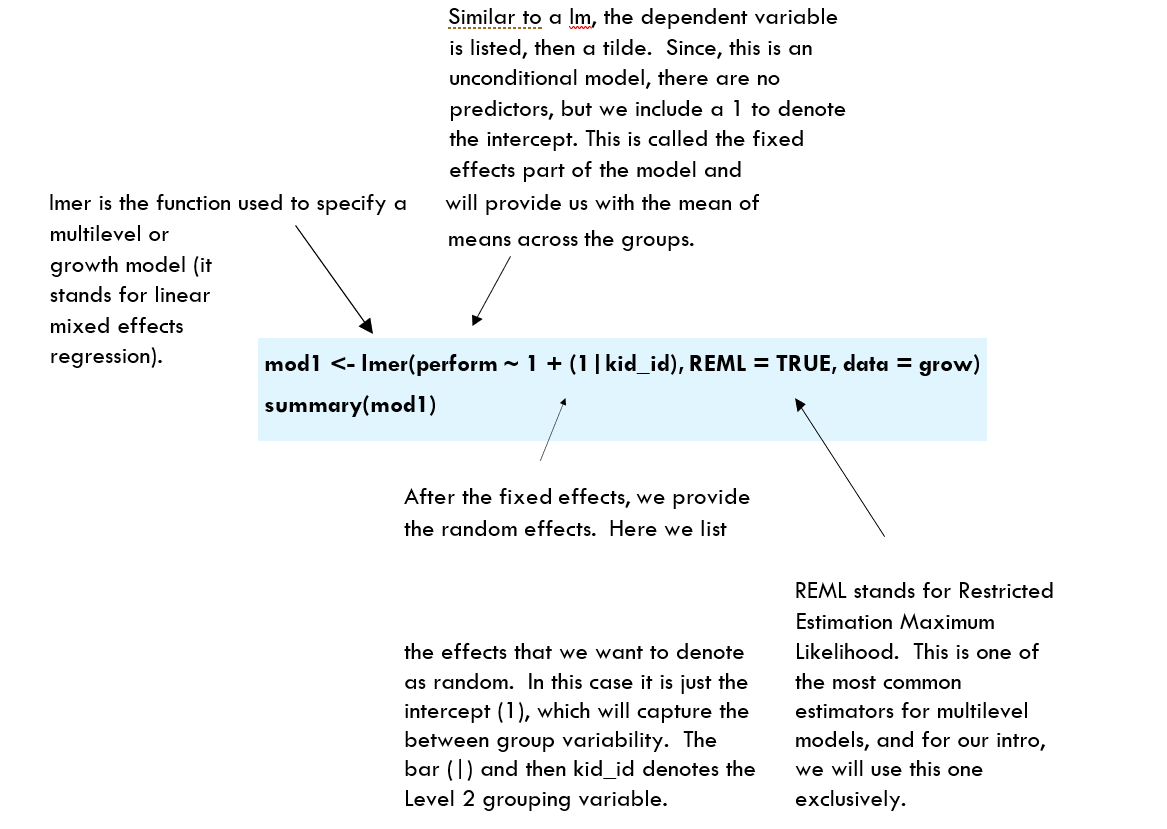 Similar to a lm, the dependent variable
is listed, then a tilde.  Since, this is an
unconditional model, there are no
predictors, but we include a 1 to denote
the intercept. This is called the fixed
effects part of the model and
will provide us with the mean of
means across the groups.
lmer is the function used to specify a
multilevel or
growth model (it
stands for linear
mixed effects
regression).
mod1 <- lmer(perform ~ 1 + (1|kid_id), REML = TRUE, data = grow)
summary(mod1)
After the fixed effects, we provide
the random effects.  Here we list
the effects that we want to denote
as random.  In this case it is just the
intercept (1), which will capture the
between group variability.  The
bar (|) and then kid_id denotes the
Level 2 grouping variable.
REML stands for Restricted
Estimation Maximum
Likelihood.  This is one of
the most common
estimators for multilevel
models, and for our intro,
we will use this one
exclusively.